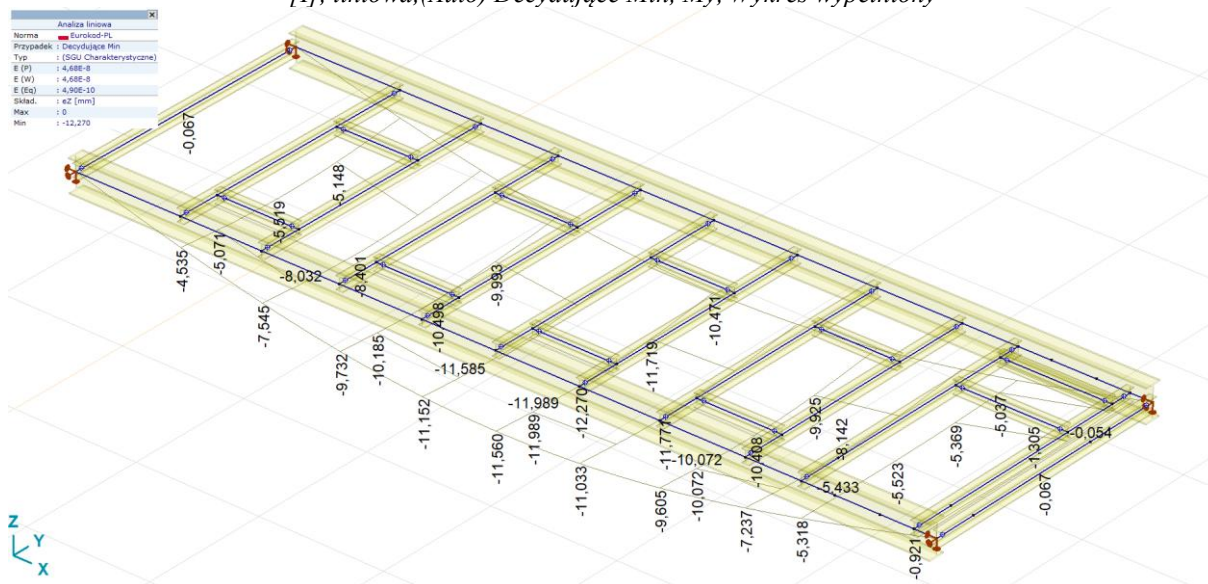 [I], liniowa,(Auto) Decydujące Min, My, Wykres wypełniony
Analiza liniowa
Norma Eurokod-PL
Przypadek : Decydujące Min
Typ : (SGU Charakterystyczne)
E (P) : 4,68E-8
E (W) : 4,68E-8
E (Eq) : 4,90E-10
Skład. : eZ [mm]
Max : 0
Min : -12,270
-0,067
-5,148
-5,519
-5,071
-4,535
-8,032
-8,401
-9,993
-7,545
-10,498
-10,471
-10,185
-9,732
-11,585
-11,719
-11,152
-11,989
-12,270
-11,989
-11,560
-11,771
-11,033
-9,925
-8,142
-10,408
-10,072
-10,072
-9,605
-5,037
-5,369
-1,305
-0,054
-0,067
-5,523
-5,433
-7,237
-5,318
-0,921
Z
Y
X